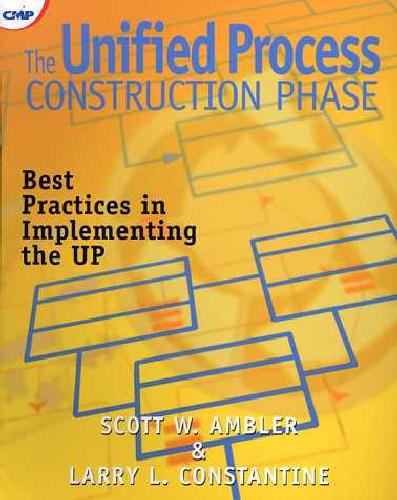 CMP
The Unified Process
CONSTRUCTION PHASE
Best
Practices in
Implementing
the UP
SCOTT W. AMBLER
&
LARRY L. CONSTANTINE